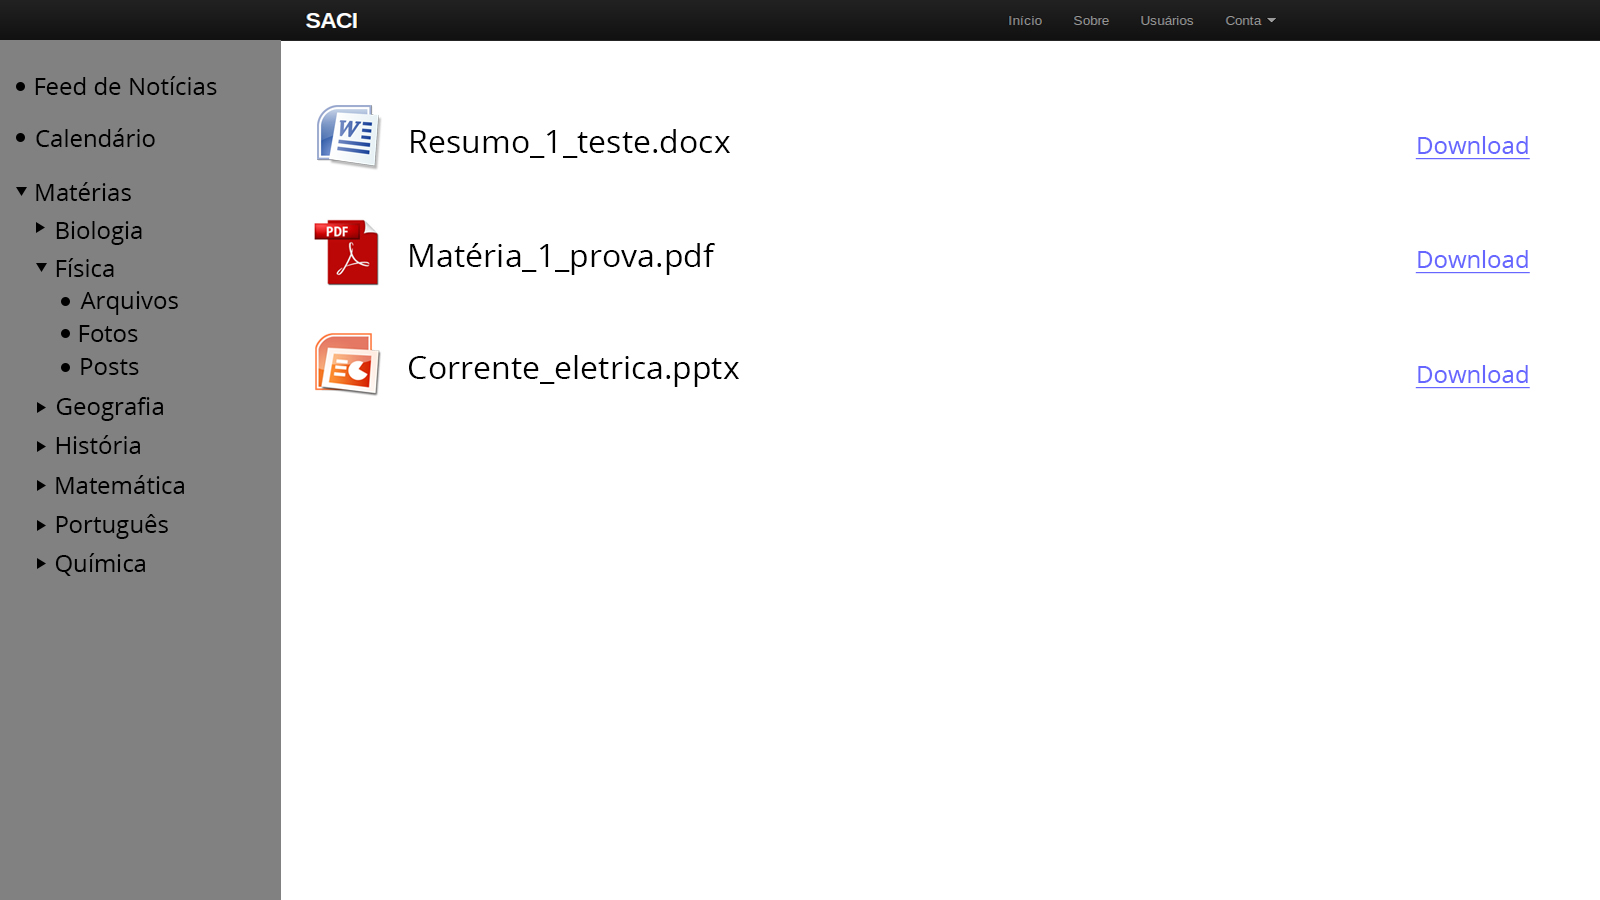 SACI
Início Sobre Usuários Conta
Feed de Notícias
Calendário
Matérias
Biologia
Física
Arquivos
Fotos
Posts
Geografia
História
Matemática
Português
Química
W
Resumo_1_teste.docx
Download
PDF
Matéria_1_prova.pdf
Download
Corrente_eletrica.pptx
Download